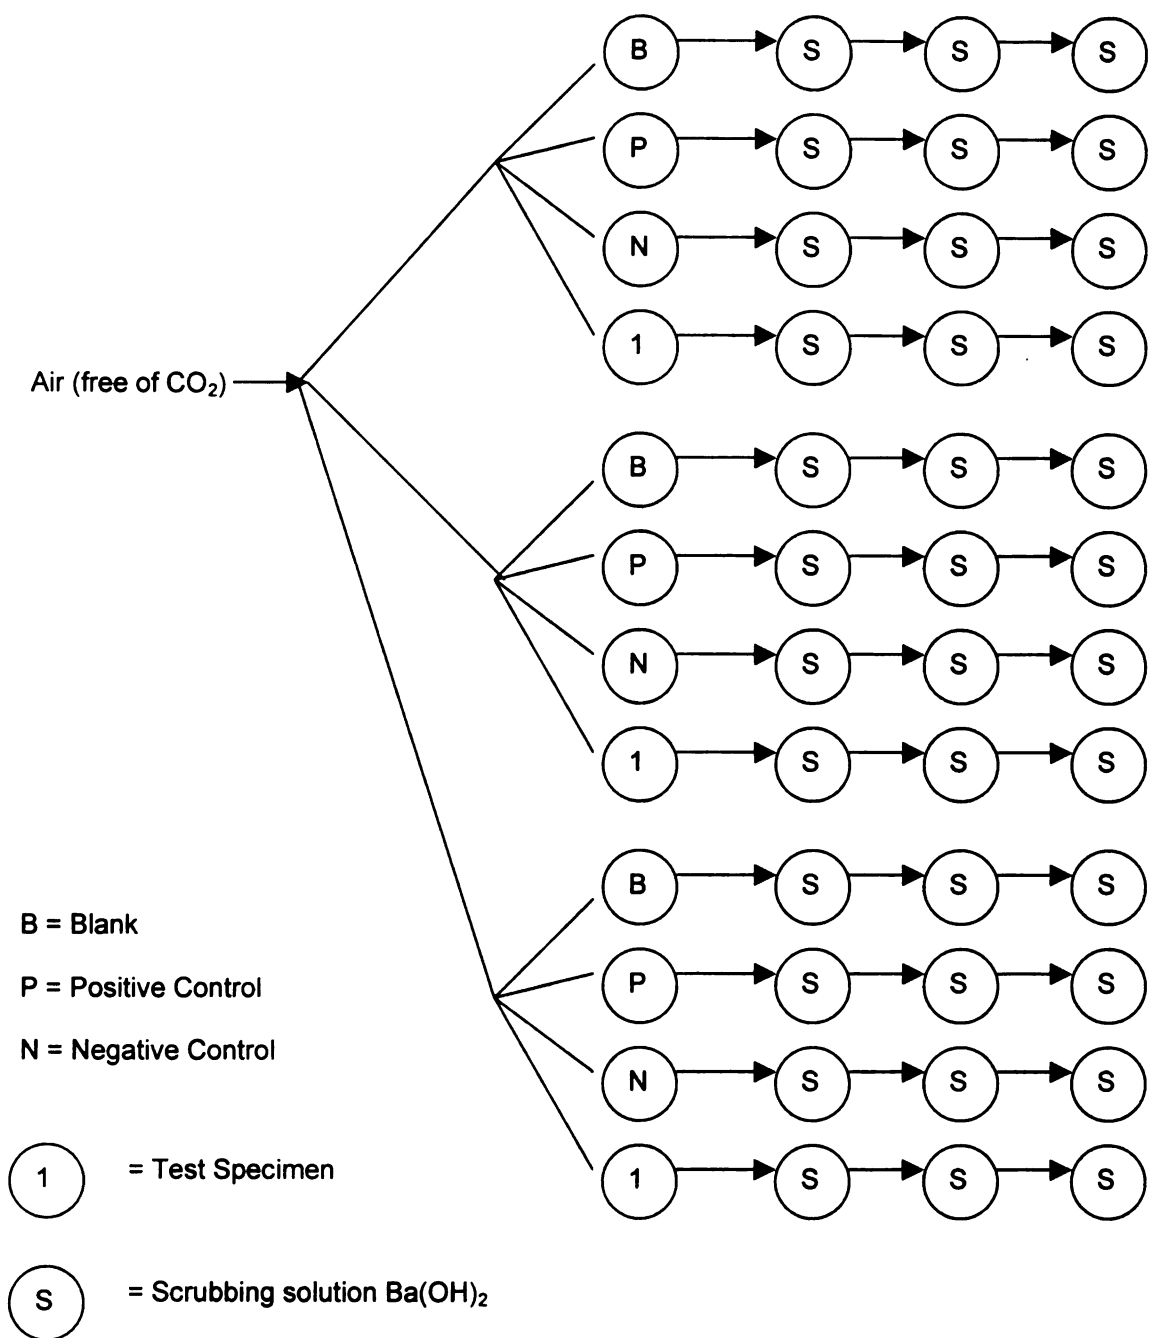 B S S S
P S S S
N S S S
1 S S S
Air (free of CO₂)
B S S S
P S S S
N S S S
1 S S S
B S S S
P S S S
N S S S
1 S S S
B = Blank
P = Positive Control
N = Negative Control
1 = Test Specimen
S = Scrubbing solution Ba(OH)₂